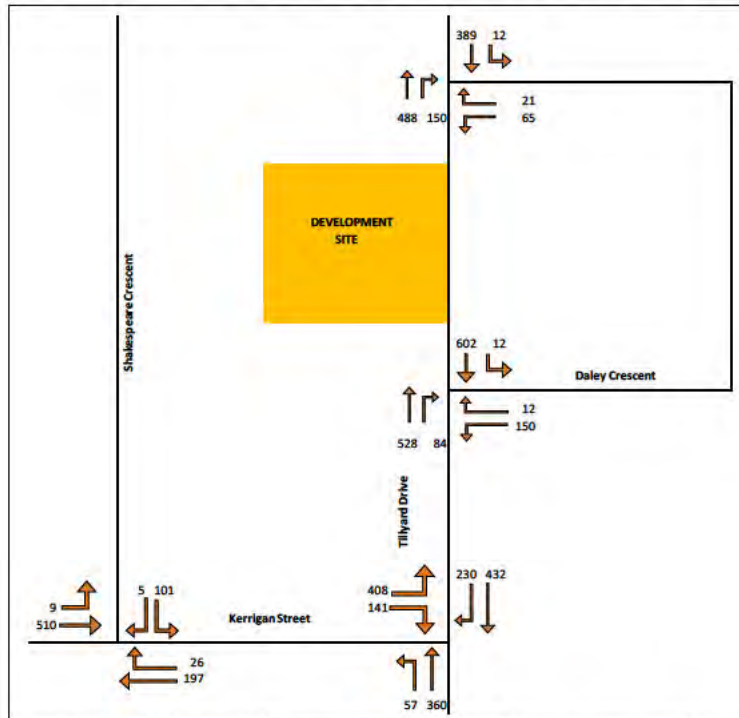 389 12
21
488 150
65
DEVELOPMENT
SITE
Shakespeare Crescent
602 12
Daley Crescent
12
528 84
150
Tillyard Drive
5 101
408
230 432
9
141
510
Kerrigan Street
26
197
57 360